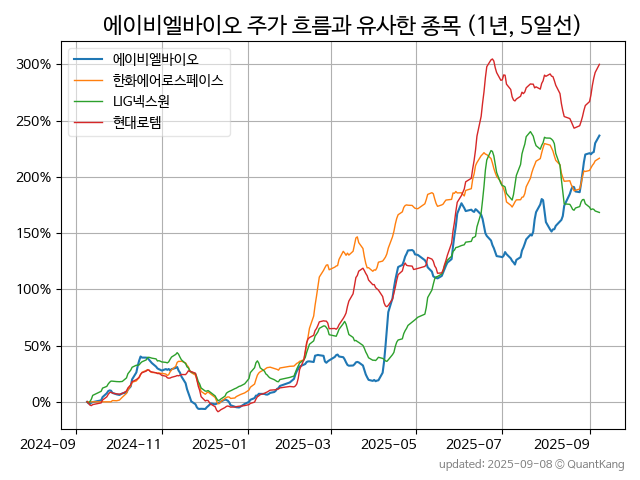 에이비엘바이오 주가 흐름과 유사한 종목 (1년, 5일선)
300%
250%
200%
150%
100%
50%
0%
에이비엘바이오
한화에어로스페이스
LIG넥스원
현대로템
2024-09
2024-11
2025-01
2025-03
2025-05
2025-07
2025-09
updated: 2025-09-08 © QuantKang